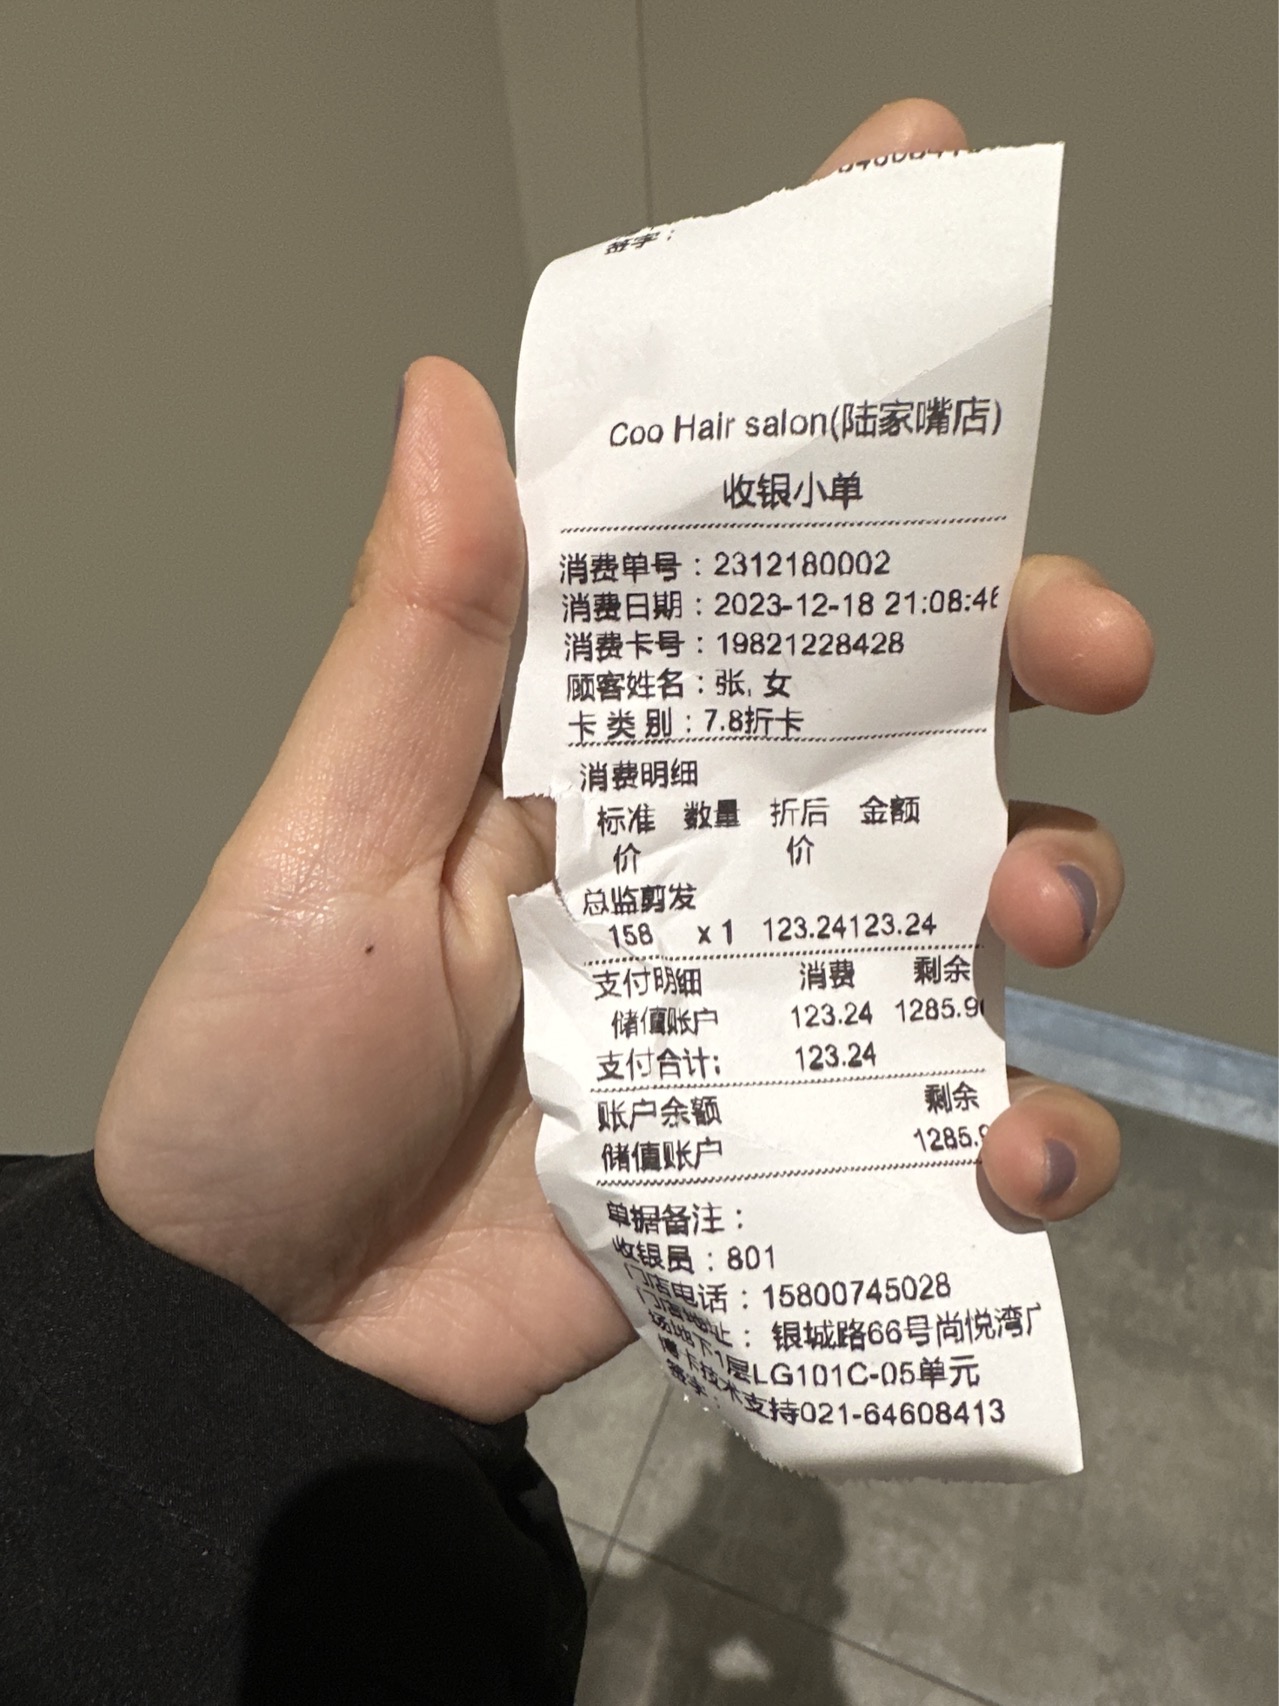 签字：
Coo Hair salon(陆家嘴店)
收银小单
消费单号：2312180002
消费日期：2023-12-18 21:08:46
消费卡号：19821228428
顾客姓名：张, 女
卡 类 别：7.8折卡
消费明细
标准价 数量 折后价 金额
总监剪发
158 x 1 123.24 123.24
支付明细 消费 剩余
储值账户 123.24 1285.9
支付合计: 123.24
账户余额 剩余
储值账户 1285.9
单据备注：
收银员：801
门店电话：15800745028
门店地址： 银城路66号尚悦湾广
场地下1层LG101C-05单元
博卡技术支持021-64608413
签字：